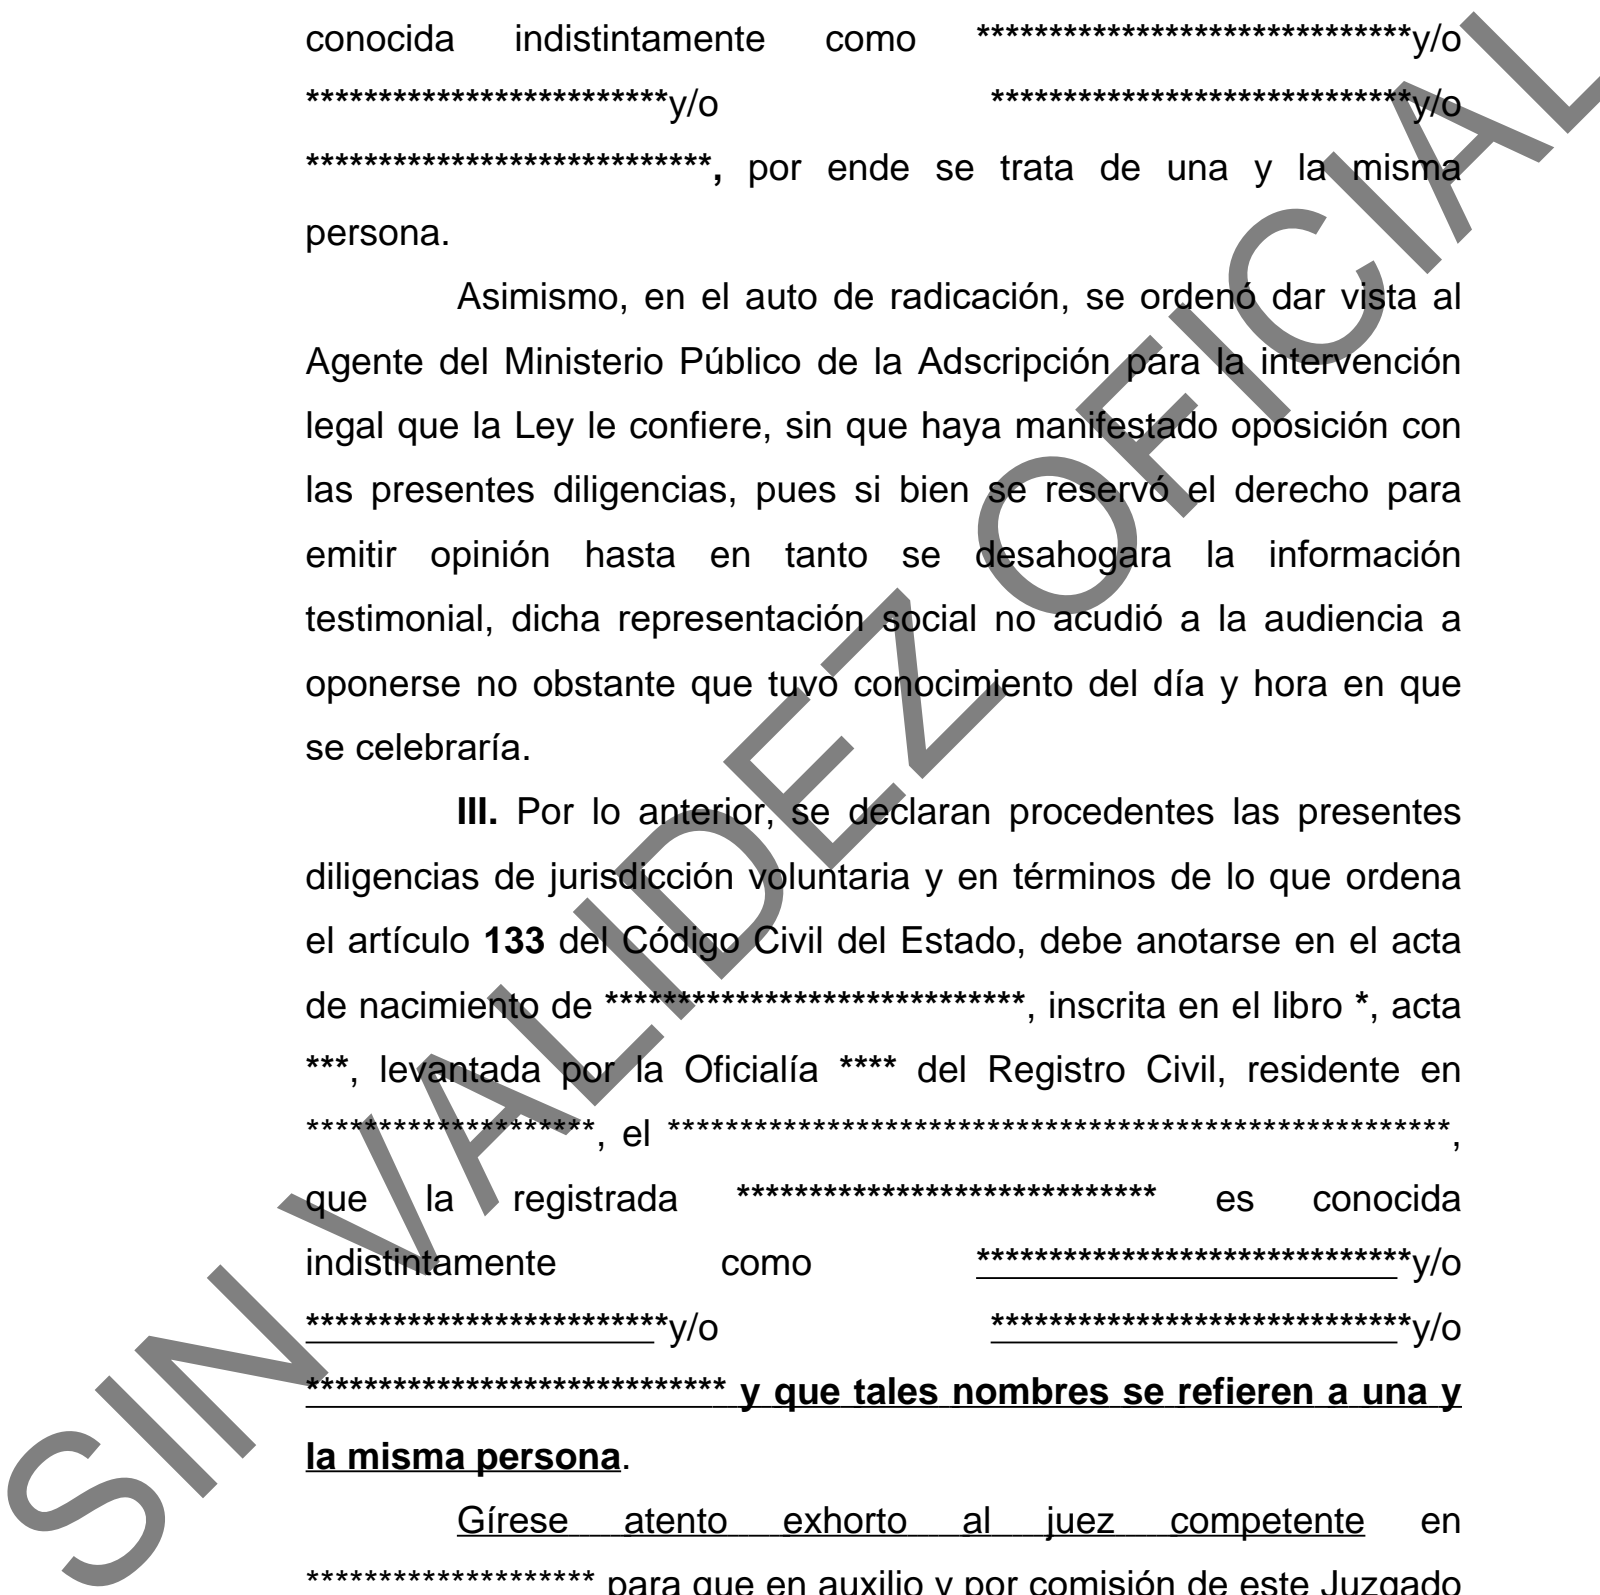 conocida indistintamente como ******************************y/o
*************************y/o *****************************y/o
****************************, por ende se trata de una y la misma
persona.
Asimismo, en el auto de radicación, se ordenó dar vista al
Agente del Ministerio Público de la Adscripción para la intervención
legal que la Ley le confiere, sin que haya manifestado oposición con
las presentes diligencias, pues si bien se reservó el derecho para
emitir opinión hasta en tanto se desahogara la información
testimonial, dicha representación social no acudió a la audiencia a
oponerse no obstante que tuvo conocimiento del día y hora en que
se celebraría.
III. Por lo anterior, se declaran procedentes las presentes
diligencias de jurisdicción voluntaria y en términos de lo que ordena
el artículo 133 del Código Civil del Estado, debe anotarse en el acta
de nacimiento de *****************************, inscrita en el libro *, acta
***, levantada por la Oficialía **** del Registro Civil, residente en
********************, el ******************************************************,
que la registrada ***************************** es conocida
indistintamente como ******************************y/o
*************************y/o *****************************y/o
***************************** y que tales nombres se refieren a una y
la misma persona.
Gírese atento exhorto al juez competente en
******************** para que en auxilio y por comisión de este Juzgado
SIN VALIDEZ OFICIAL